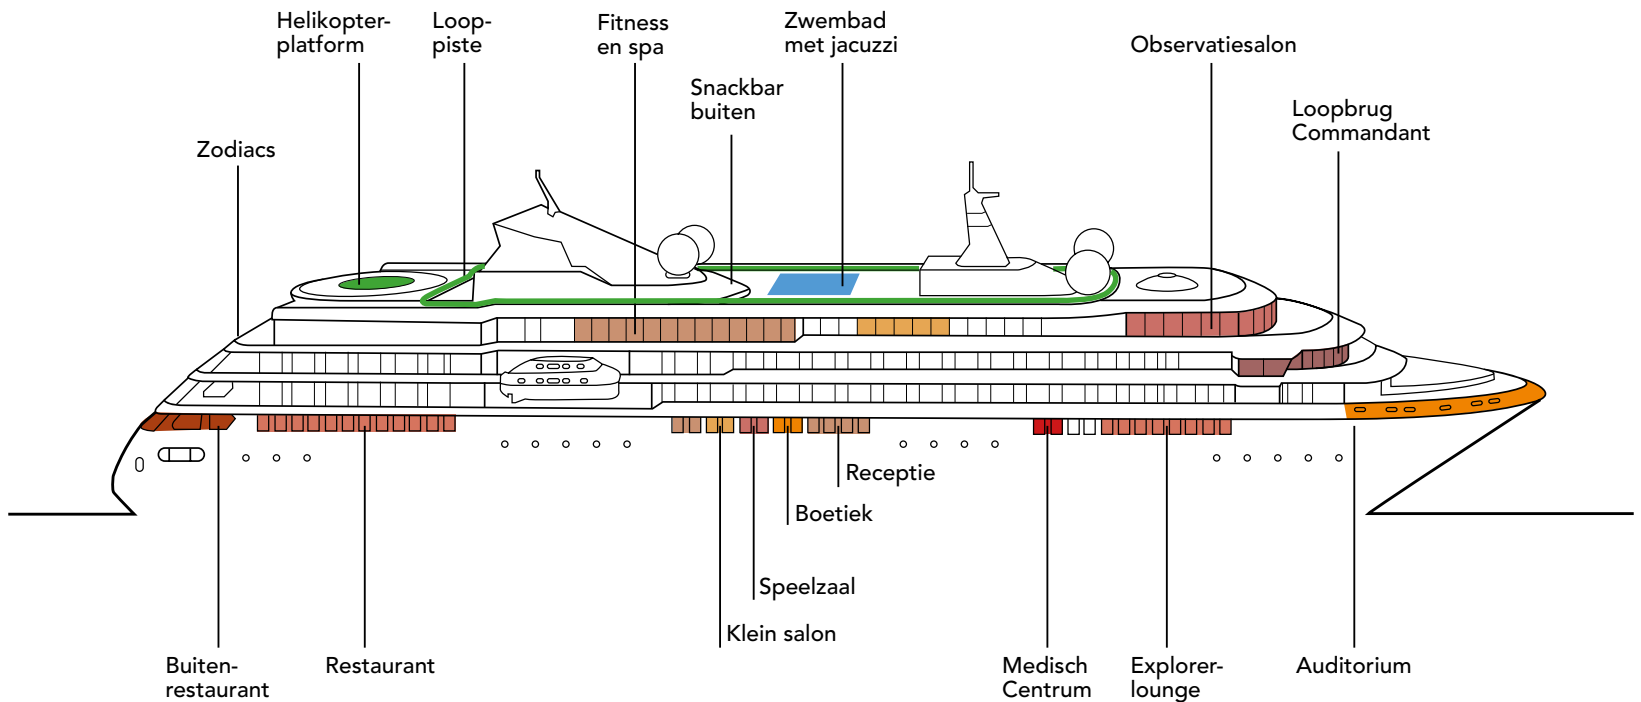 Helikopter-
platform
Loop-
piste
Fitness
en spa
Zwembad
met jacuzzi
Observatiesalon
Snackbar
buiten
Loopbrug
Commandant
Zodiacs
Receptie
Boetiek
Speelzaal
Klein salon
Buiten-
restaurant
Restaurant
Medisch
Centrum
Explorer-
lounge
Auditorium